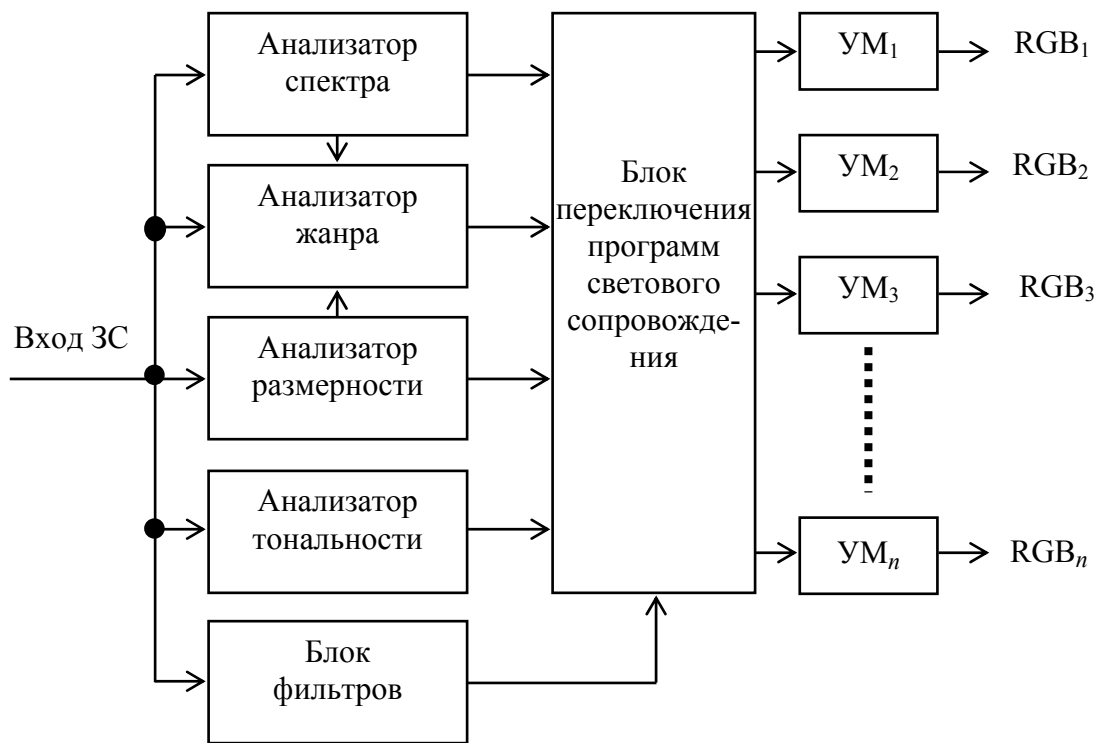 Вход ЗС
Анализатор
спектра
Анализатор
жанра
Анализатор
размерности
Анализатор
тональности
Блок
фильтров
Блок
переключения
программ
светового
сопровожде-
ния
УМ₁
RGB₁
УМ₂
RGB₂
УМ₃
RGB₃
УМₙ
RGBₙ